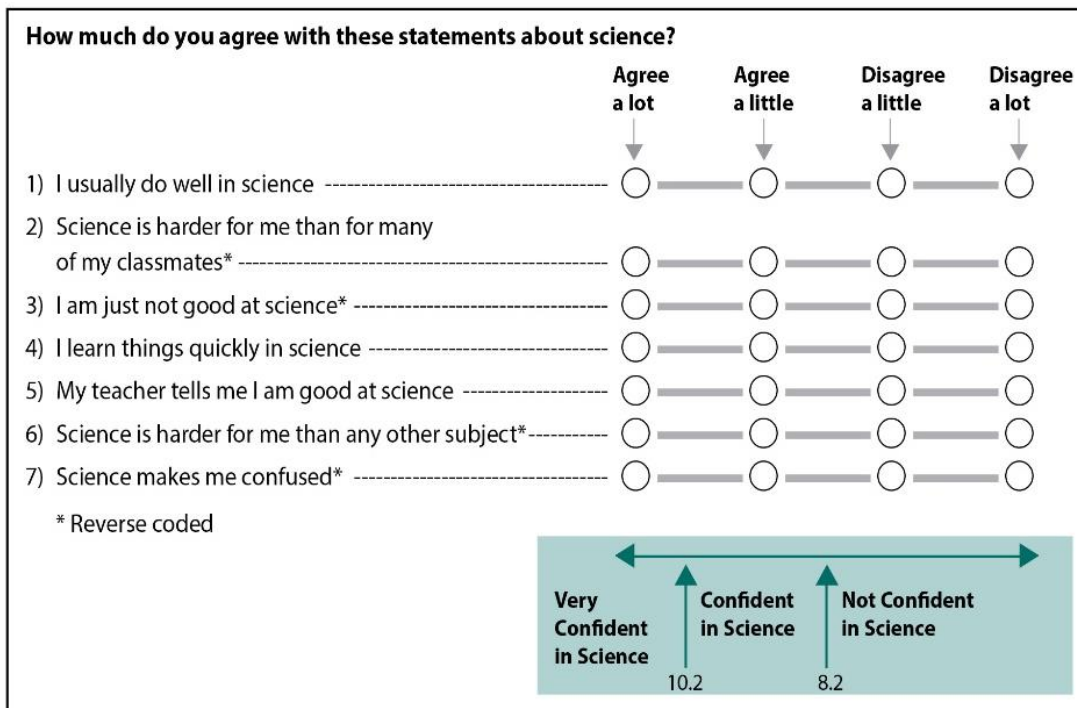 How much do you agree with these statements about science?
Agree a lot
Agree a little
Disagree a little
Disagree a lot
1) I usually do well in science
2) Science is harder for me than for many
of my classmates*
3) I am just not good at science*
4) I learn things quickly in science
5) My teacher tells me I am good at science
6) Science is harder for me than any other subject*
7) Science makes me confused*
* Reverse coded
Very
Confident
in Science
Confident
in Science
Not Confident
in Science
10.2
8.2